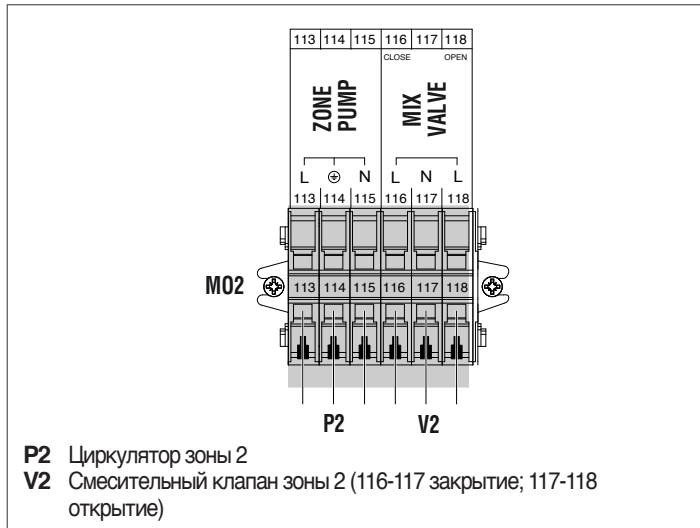 113 114 115 116 117 118
CLOSE OPEN
ZONE PUMP
MIX VALVE
L ⏚ N L N L
113 114 115 116 117 118
MO2 113 114 115 116 117 118
P2 V2
P2 Циркулятор зоны 2
V2 Смесительный клапан зоны 2 (116-117 закрытие; 117-118
открытие)